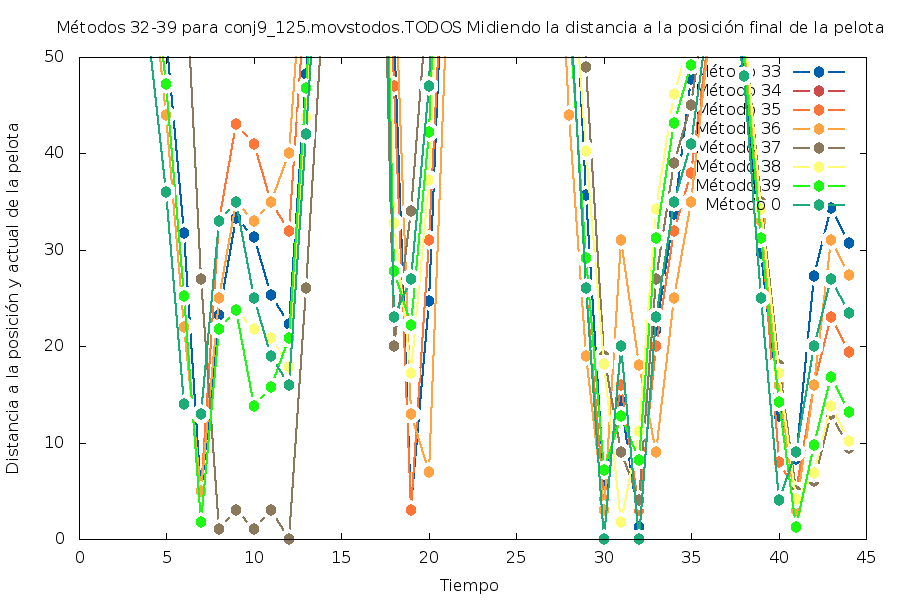 Métodos 32-39 para conj9_125.movstodos.TODOS Midiendo la distancia a la posición final de la pelota
Distancia a la posición y actual de la pelota
50
40
30
20
10
0
0 5 10 15 20 25 30 35 40 45
Tiempo
Método 33
Método 34
Método 35
Método 36
Método 37
Método 38
Método 39
Método 0